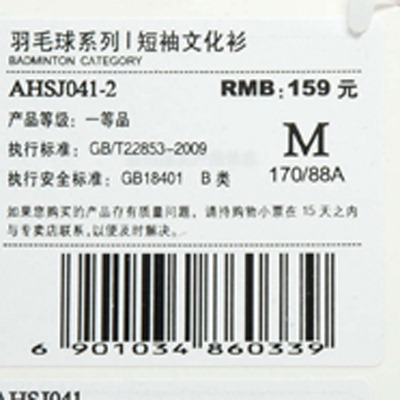 羽毛球系列 | 短袖文化衫
BADMINTON CATEGORY
AHSJ041-2 RMB: 159 元
产品等级: 一等品
执行标准: GB/T22853-2009
M
执行安全标准: GB18401 B 类
170/88A
如果您购买的产品存有质量问题, 请持购物小票在 15 天之内
与专卖店联系, 以便及时解决。
6 901034 860339
AHSJ041